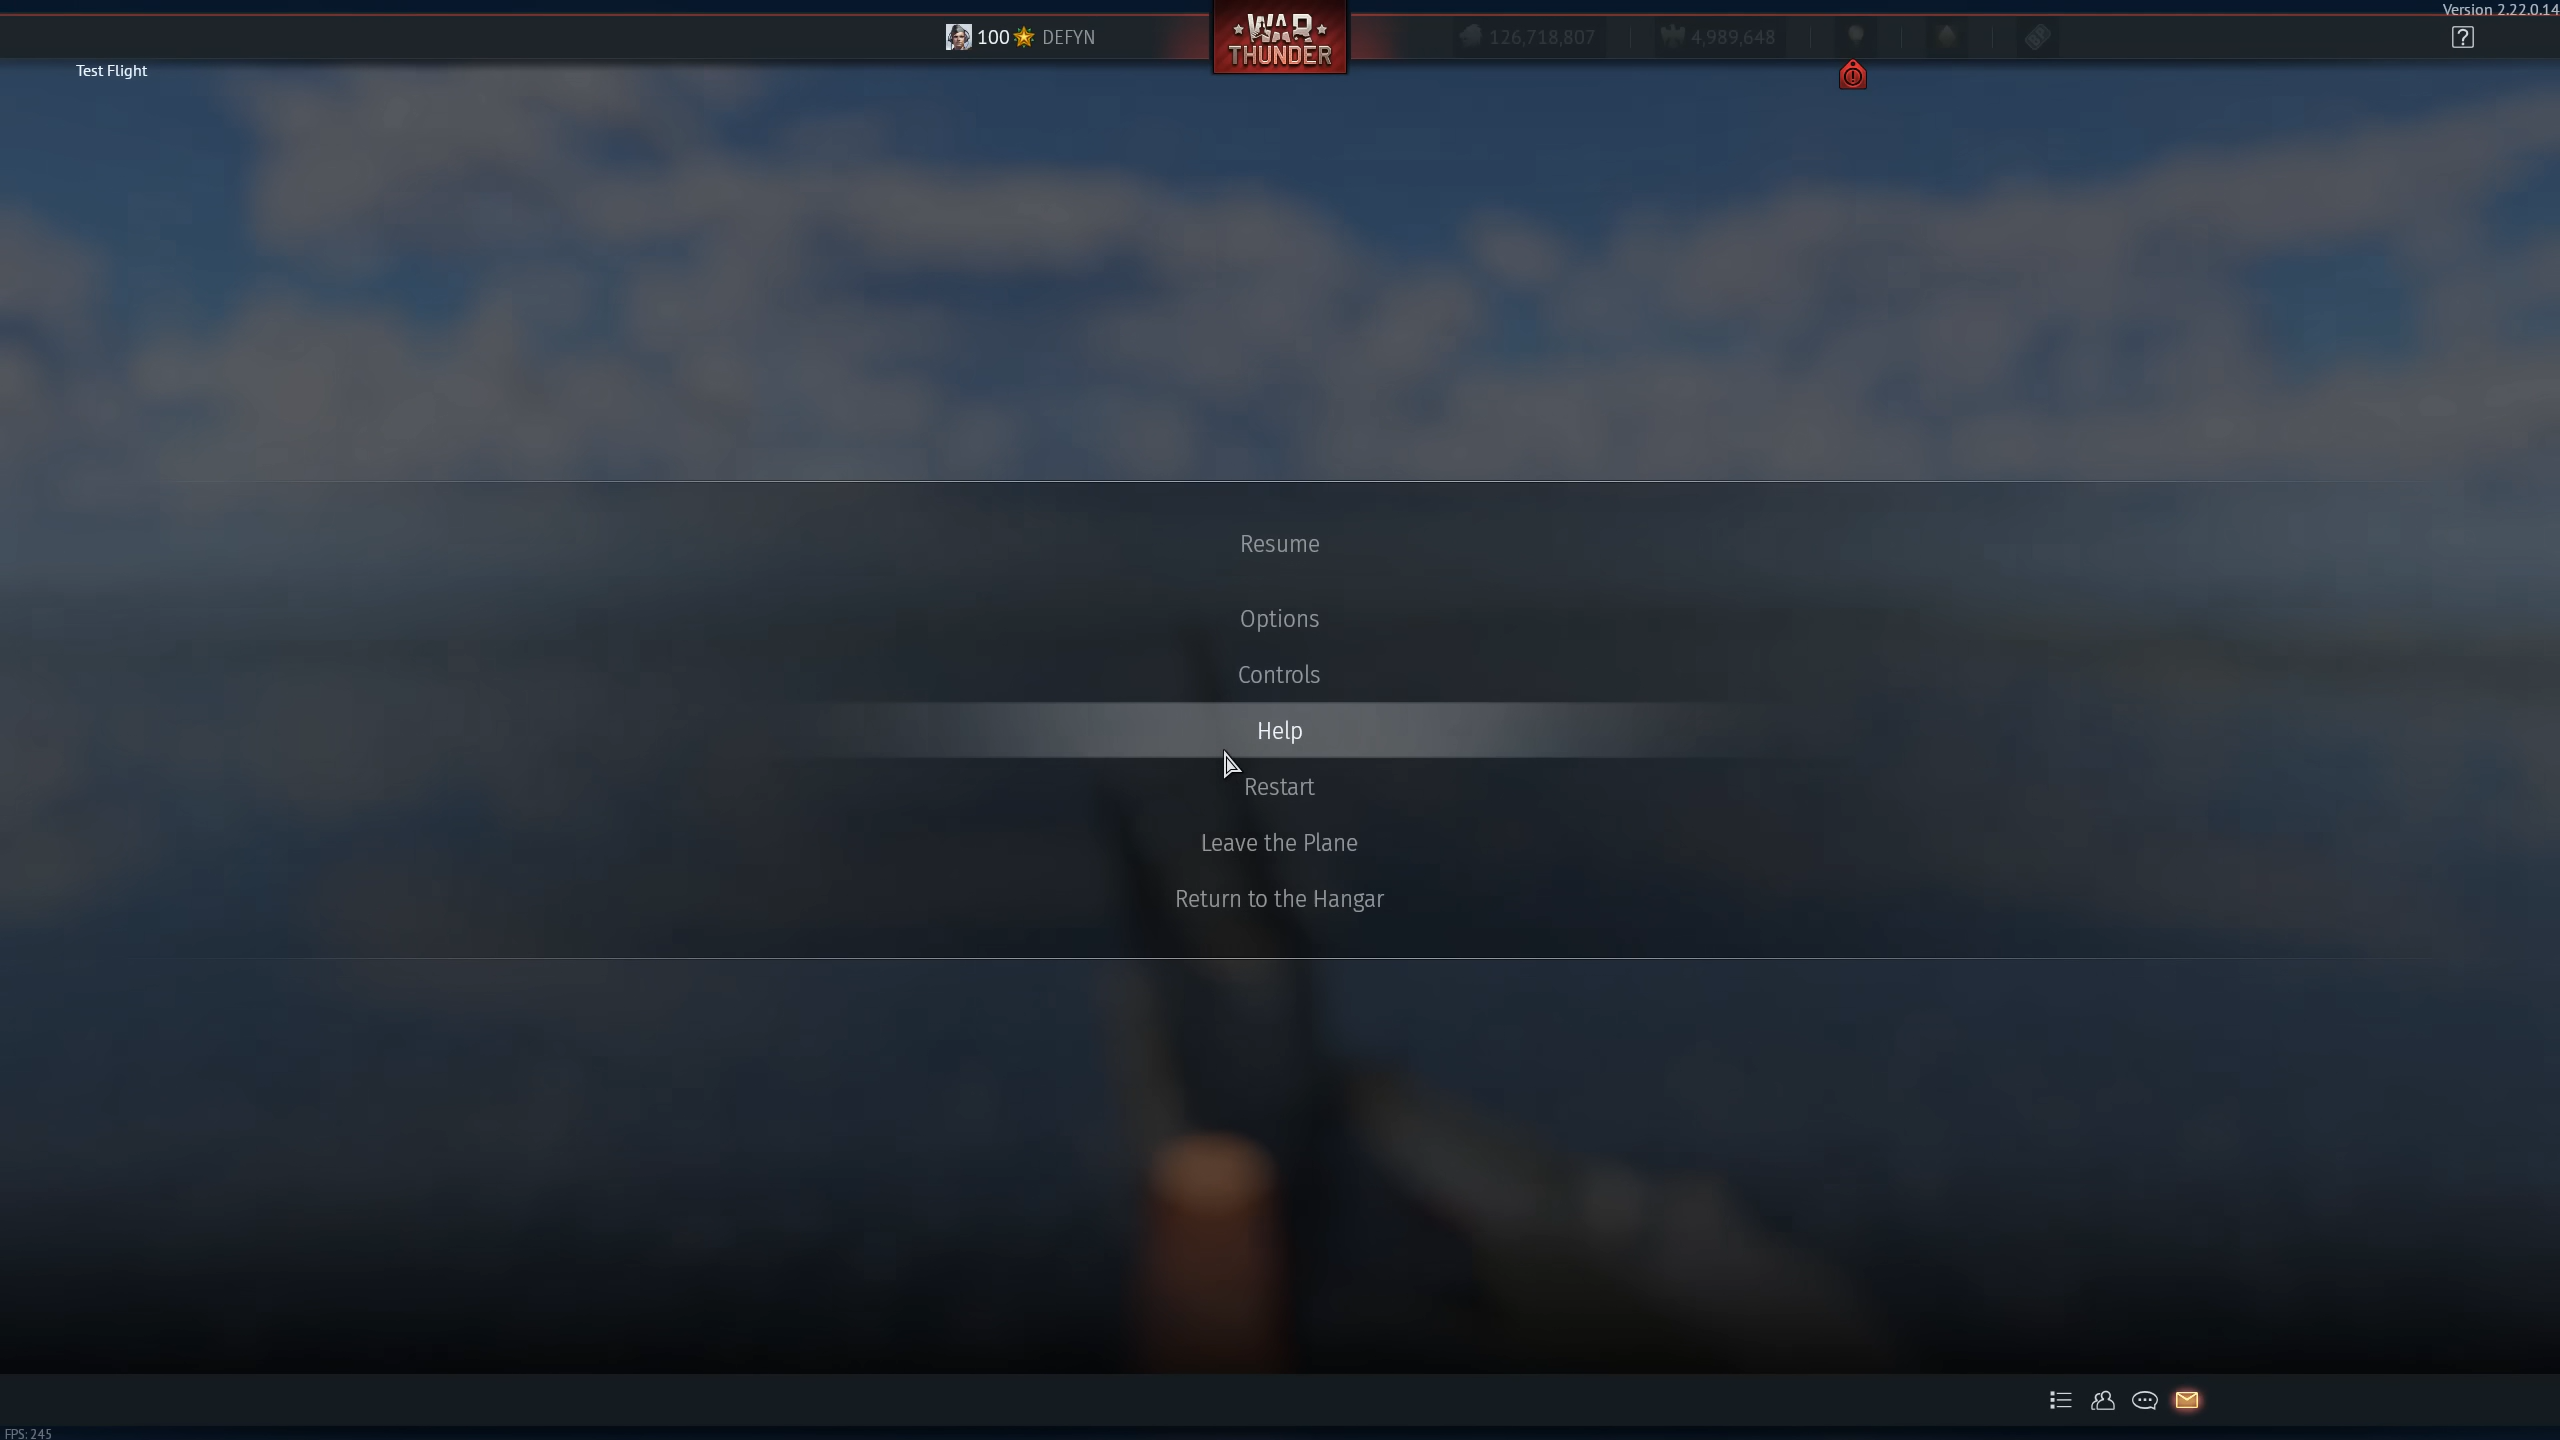 Version 2.22.0.14
100 DEFYN
WAR
THUNDER
126,718,807
4,989,648
Test Flight
Resume
Options
Controls
Help
Restart
Leave the Plane
Return to the Hangar
FPS: 245